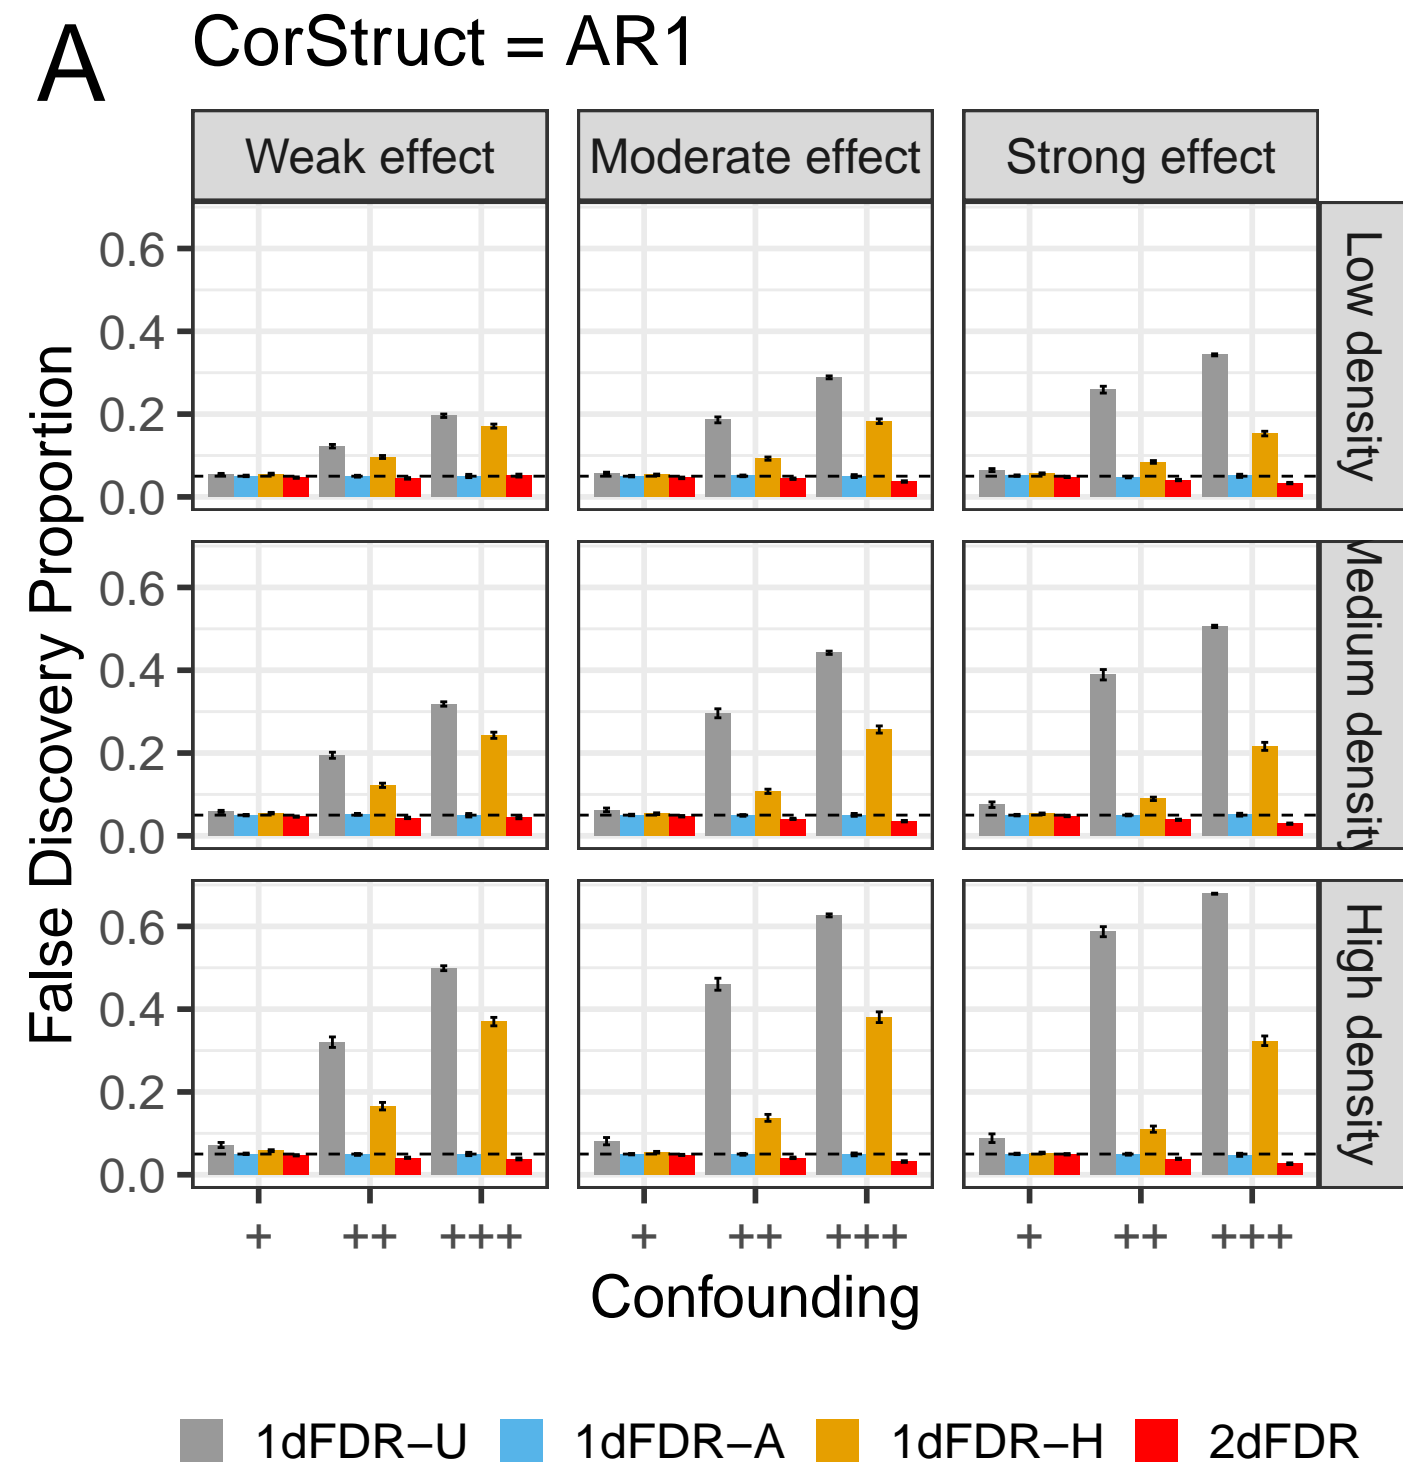 A
CorStruct = AR1
Weak effect
Moderate effect
Strong effect
0.6
0.4
0.2
0.0
Low density
0.6
0.4
0.2
0.0
Medium density
0.6
0.4
0.2
0.0
High density
False Discovery Proportion
+ ++ +++
+ ++ +++
+ ++ +++
Confounding
1dFDR−U 1dFDR−A 1dFDR−H 2dFDR